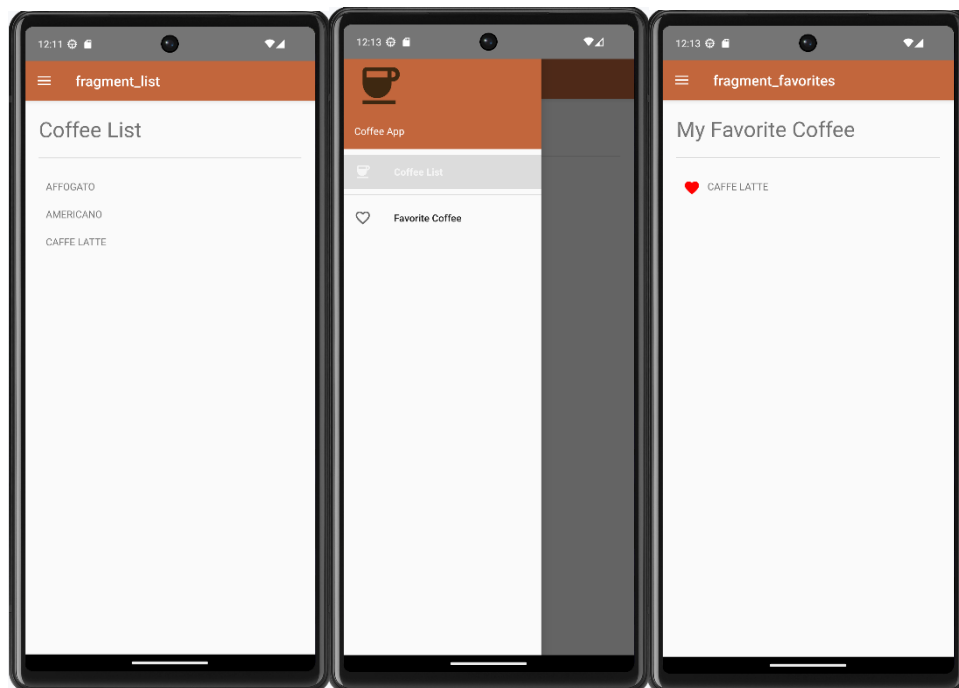 12:11
fragment_list
Coffee List
AFFOGATO
AMERICANO
CAFFE LATTE
12:13
Coffee App
Coffee List
Favorite Coffee
12:13
fragment_favorites
My Favorite Coffee
CAFFE LATTE